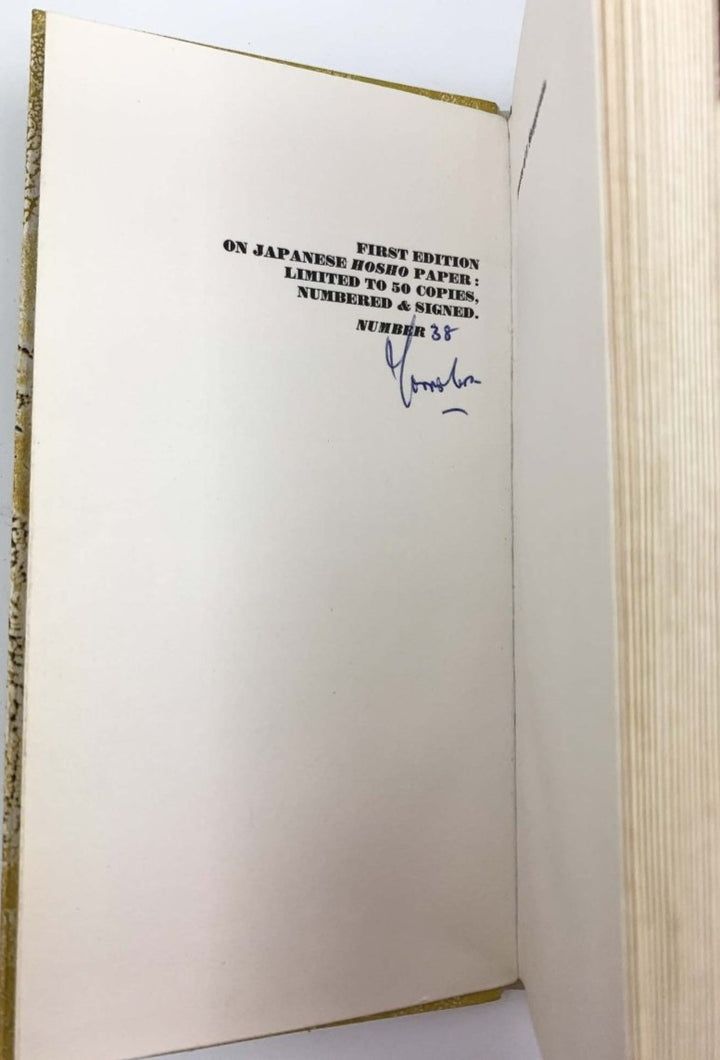 FIRST EDITION
ON JAPANESE HOSHO PAPER :
LIMITED TO 50 COPIES,
NUMBERED & SIGNED.
NUMBER 38